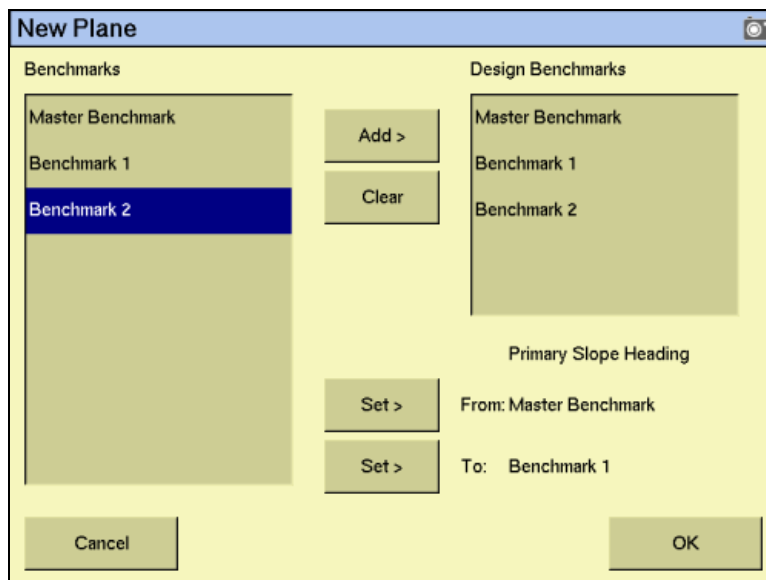 New Plane
Benchmarks
Master Benchmark
Benchmark 1
Benchmark 2
Add >
Clear
Design Benchmarks
Master Benchmark
Benchmark 1
Benchmark 2
Primary Slope Heading
Set >
From: Master Benchmark
Set >
To: Benchmark 1
Cancel
OK